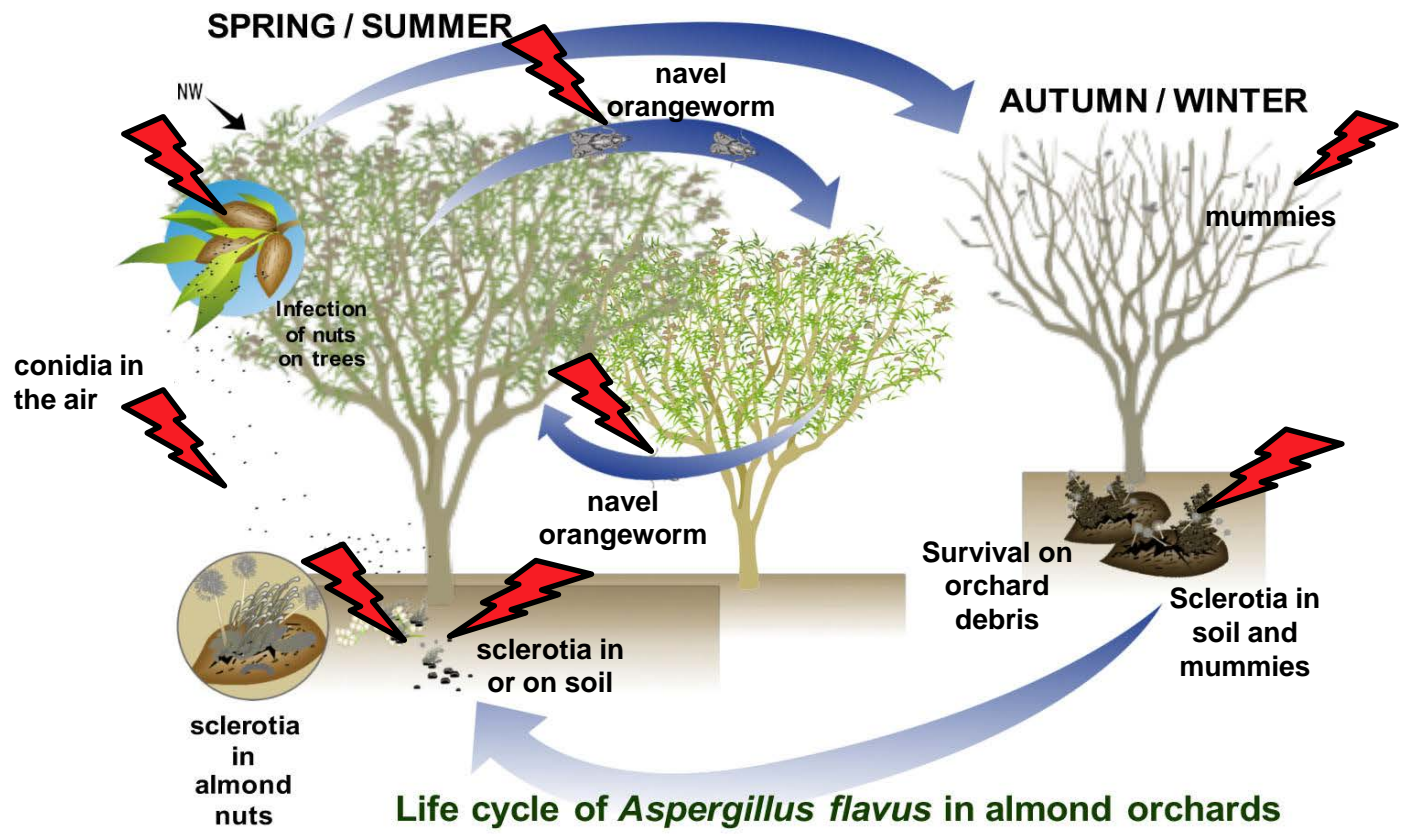 SPRING / SUMMER
NW
navel
orangeworm
AUTUMN / WINTER
mummies
Infection
of nuts
on trees
conidia in
the air
navel
orangeworm
Survival on
orchard
debris
Sclerotia in
soil and
mummies
sclerotia in
or on soil
sclerotia
in
almond
nuts
Life cycle of Aspergillus flavus in almond orchards